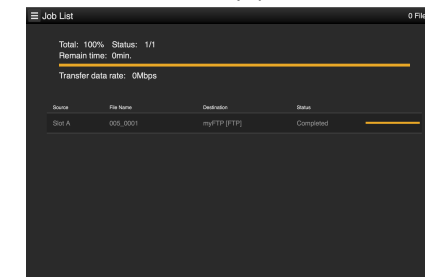 Job List 0 File
Total: 100% Status: 1/1
Remain time: 0min.
Transfer data rate: 0Mbps
Source File Name Destination Status
Slot A 005_0001 myFTP [FTP] Completed